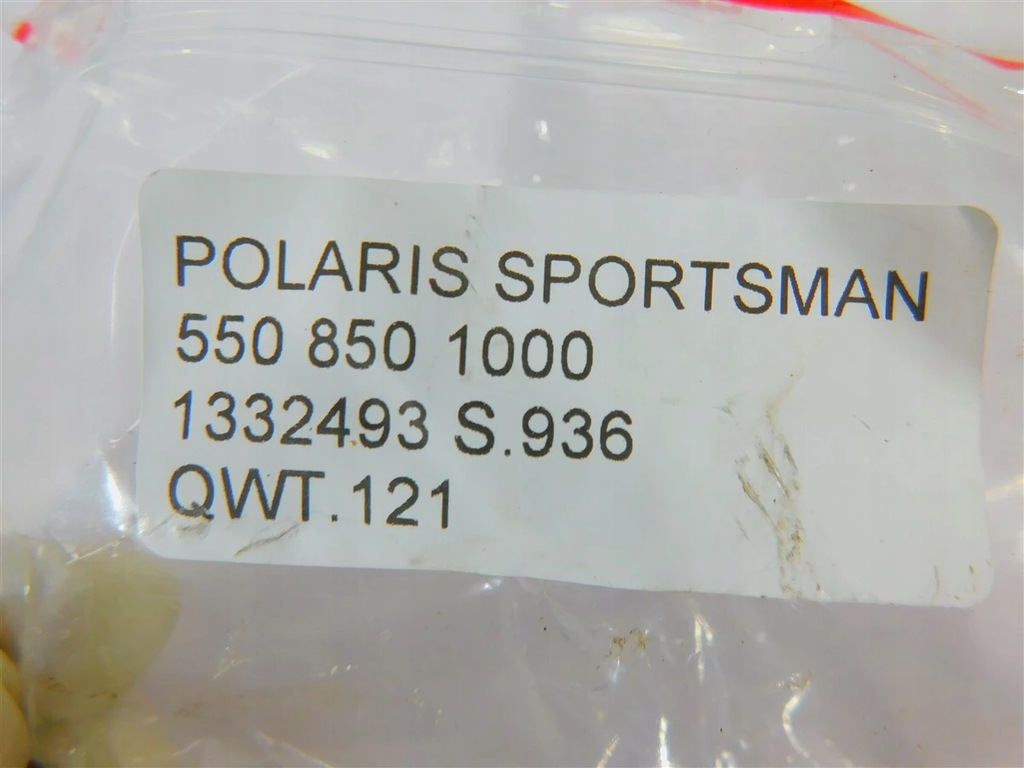 POLARIS SPORTSMAN
550 850 1000
1332493 S.936
QWT.121